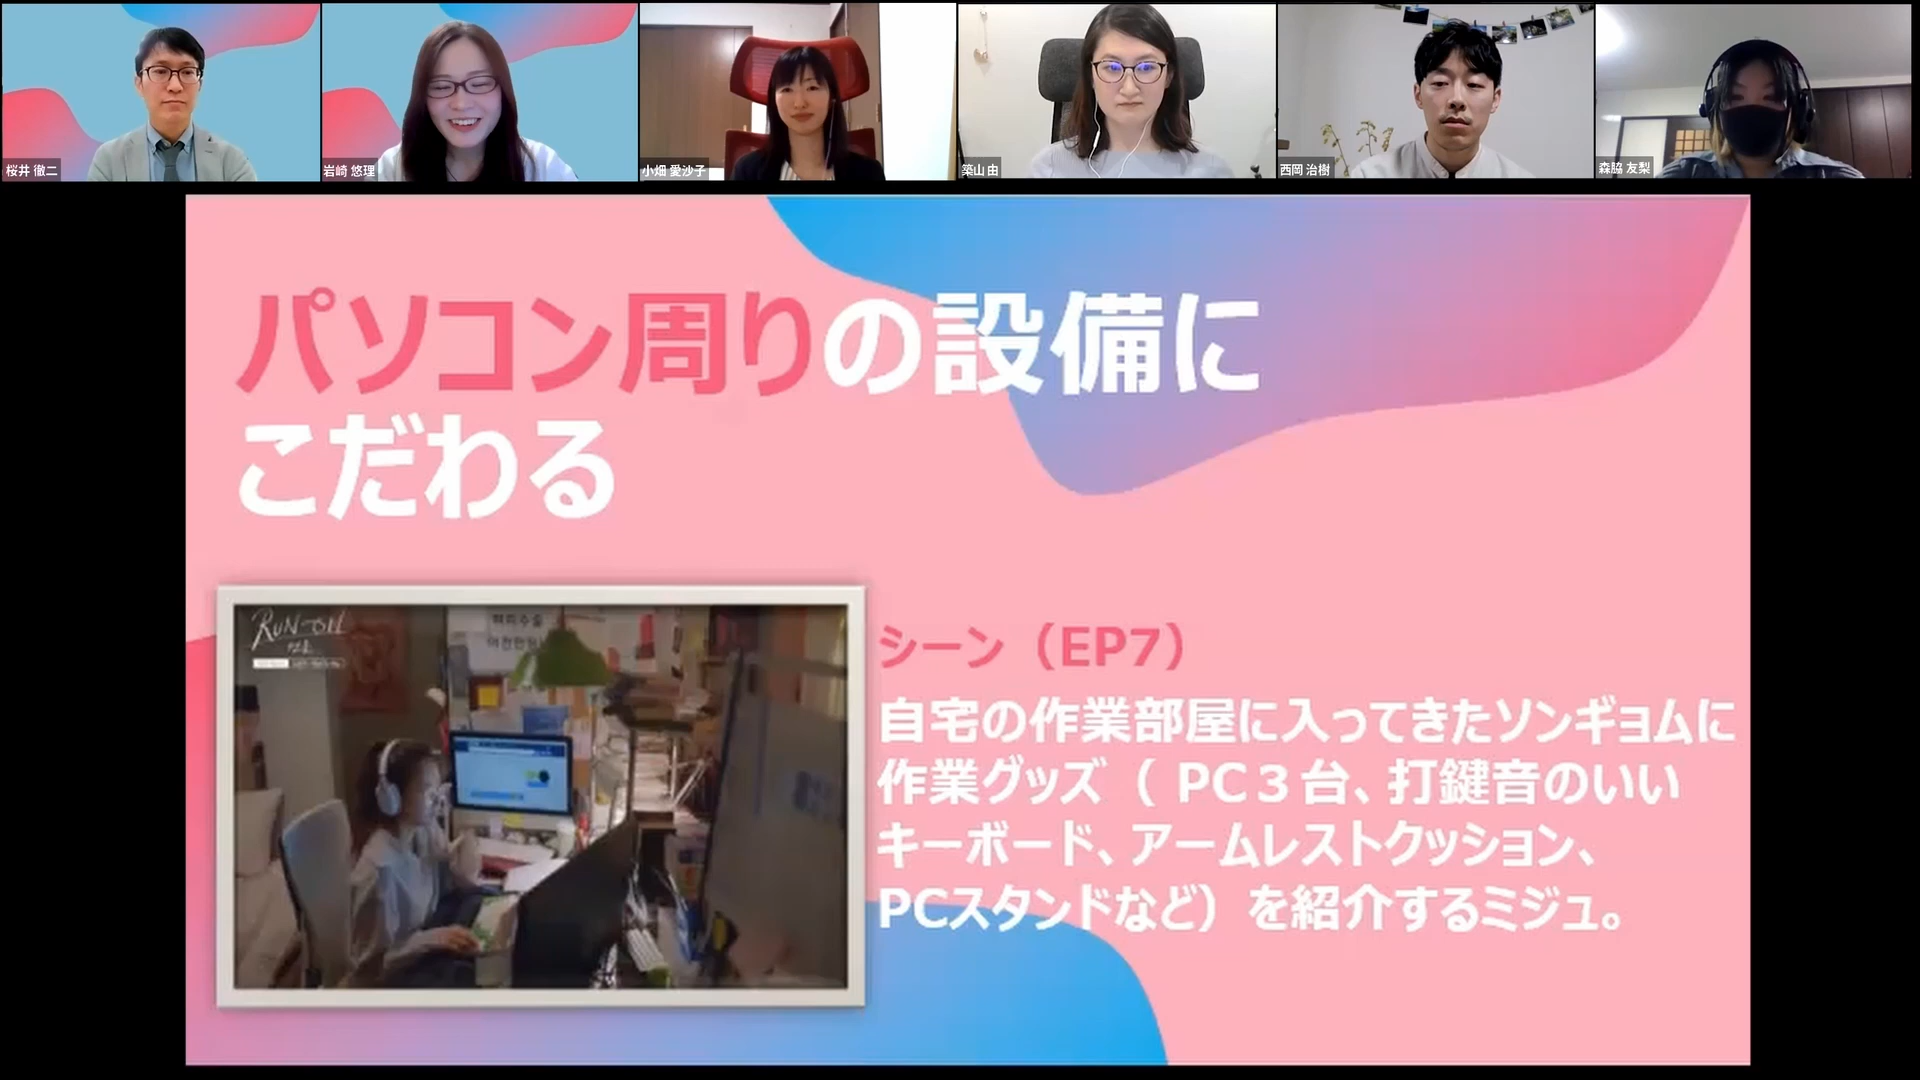 桜井 徹二
岩崎 悠理
小畑 愛沙子
築山 由
西岡 治樹
森脇 友梨
パソコン周りの設備に
こだわる
RUN-ON
シーン（EP7）
自宅の作業部屋に入ってきたソンギョムに
作業グッズ（ PC３台、打鍵音のいい
キーボード、アームレストクッション、
PCスタンドなど）を紹介するミジュ。